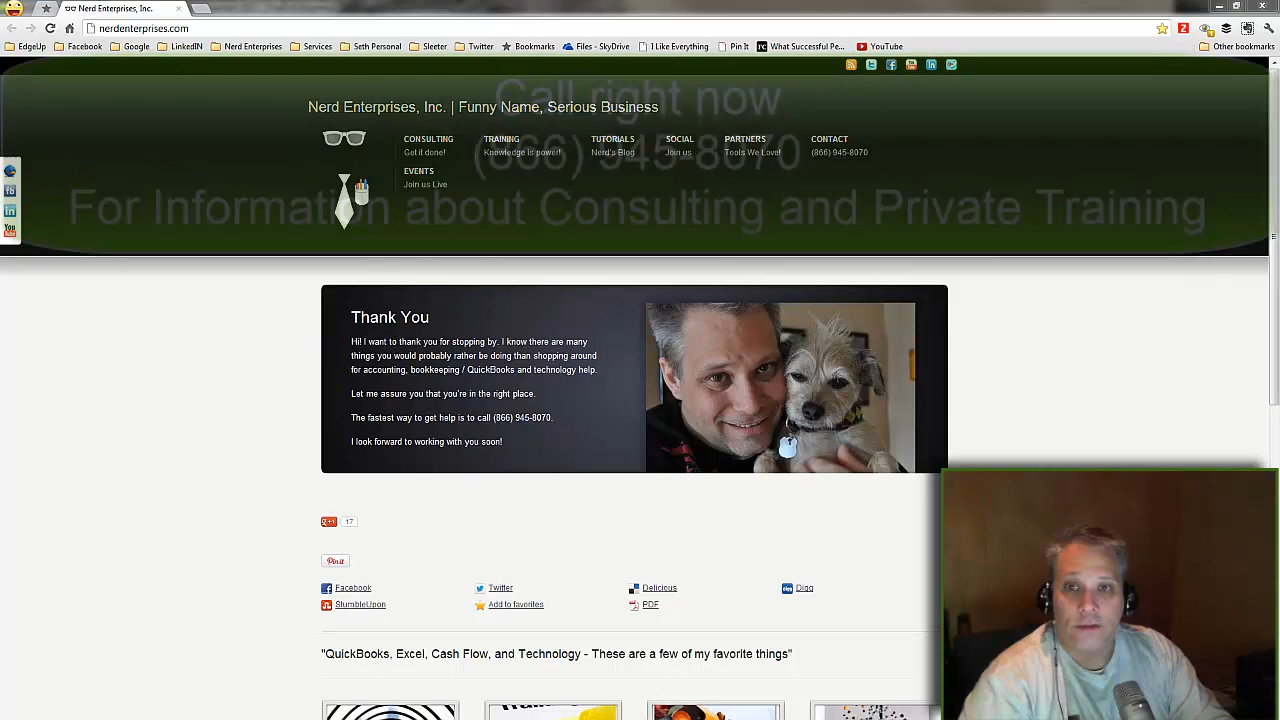 Nerd Enterprises, Inc.
nerdenterprises.com
EdgeUp Facebook Google LinkedIN Nerd Enterprises Services Seth Personal Sleeter Twitter Bookmarks Files - SkyDrive I Like Everything Pin It What Successful Pe... YouTube Other bookmarks
Call right now
(866) 945-8070
For Information about Consulting and Private Training
Nerd Enterprises, Inc. | Funny Name, Serious Business
CONSULTING TRAINING TUTORIALS SOCIAL PARTNERS CONTACT
Get it done! Knowledge is power! Nerd's Blog Join us Tools We Love! (866) 945-8070
EVENTS
Join us Live
fb
in
You
Thank You
Hi! I want to thank you for stopping by. I know there are many
things you would probably rather be doing than shopping around
for accounting, bookkeeping / QuickBooks and technology help.
Let me assure you that you're in the right place.
The fastest way to get help is to call (866) 945-8070.
I look forward to working with you soon!
+1 17
Pin it
Facebook Twitter Delicious Digg
StumbleUpon Add to favorites PDF
"QuickBooks, Excel, Cash Flow, and Technology - These are a few of my favorite things"